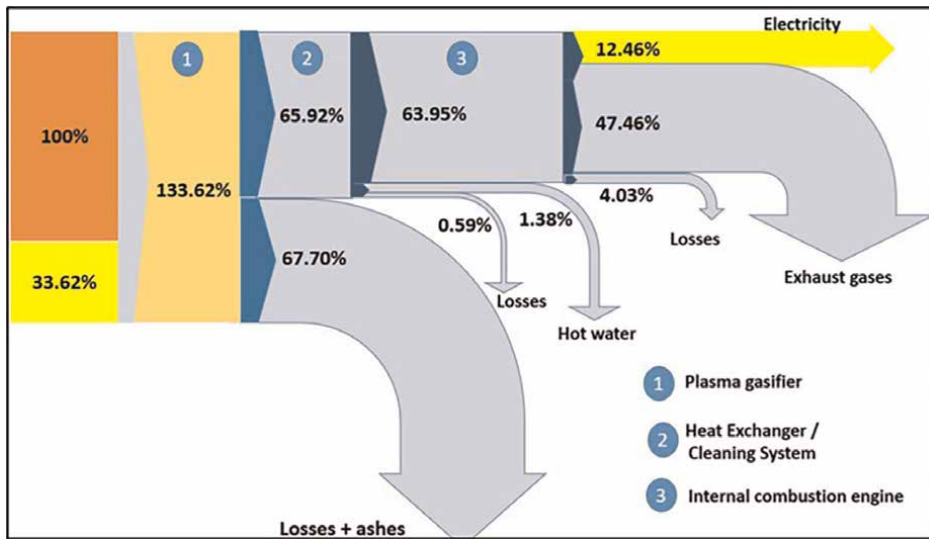 Electricity
1
2
3
12.46%
100%
65.92%
63.95%
47.46%
133.62%
4.03%
0.59%
1.38%
33.62%
67.70%
Losses
Exhaust gases
Losses
Hot water
1 Plasma gasifier
2 Heat Exchanger /
Cleaning System
3 Internal combustion engine
Losses + ashes